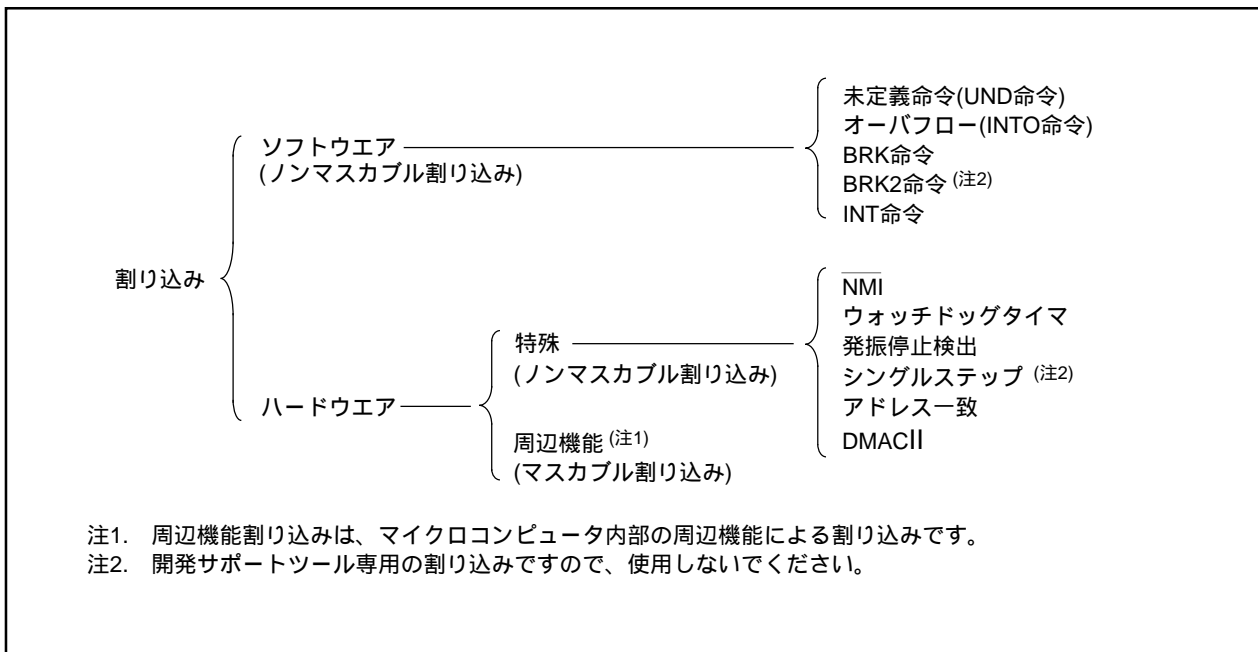 未定義命令(UND命令)
オーバフロー(INTO命令)
ソフトウエア
(ノンマスカブル割り込み)
BRK命令
BRK2命令 (注2)
INT命令
割り込み
NMI
ウォッチドッグタイマ
特殊
(ノンマスカブル割り込み)
発振停止検出
シングルステップ (注2)
アドレス一致
DMACII
ハードウエア
周辺機能 (注1)
(マスカブル割り込み)
注1. 周辺機能割り込みは、マイクロコンピュータ内部の周辺機能による割り込みです。
注2. 開発サポートツール専用の割り込みですので、使用しないでください。